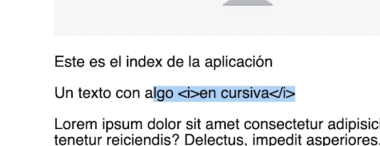 Este es el index de la aplicación
Un texto con algo <i>en cursiva</i>
Lorem ipsum dolor sit amet consectetur adipisici
tenetur reiciendis? Delectus, impedit asperiores.